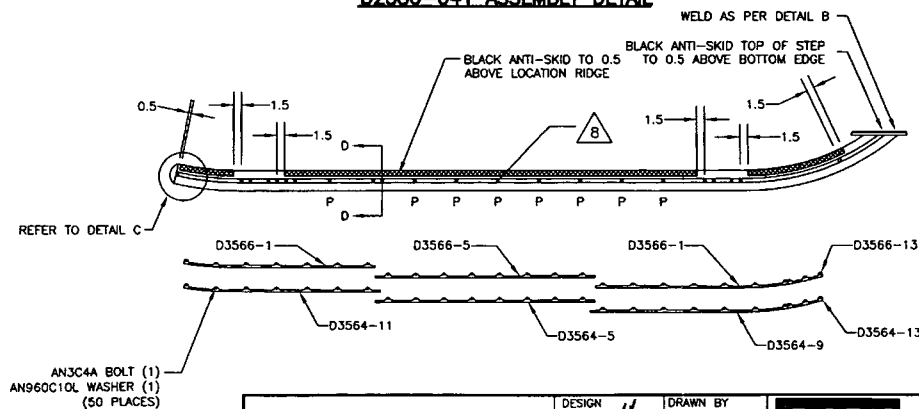 D2600-041 ASSEMBLY DETAIL
WELD AS PER DETAIL B
BLACK ANTI-SKID TO 0.5
ABOVE LOCATION RIDGE
BLACK ANTI-SKID TOP OF STEP
TO 0.5 ABOVE BOTTOM EDGE
0.5
1.5
1.5
1.5
1.5
1.5
8
D
D
P P P P P P P P
REFER TO DETAIL C
D3566-1
D3566-5
D3566-1
D3566-13
D3564-11
D3564-5
D3564-9
D3564-13
AN3C4A BOLT (1)
AN960C10L WASHER (1)
(50 PLACES)
DESIGN
DRAWN BY